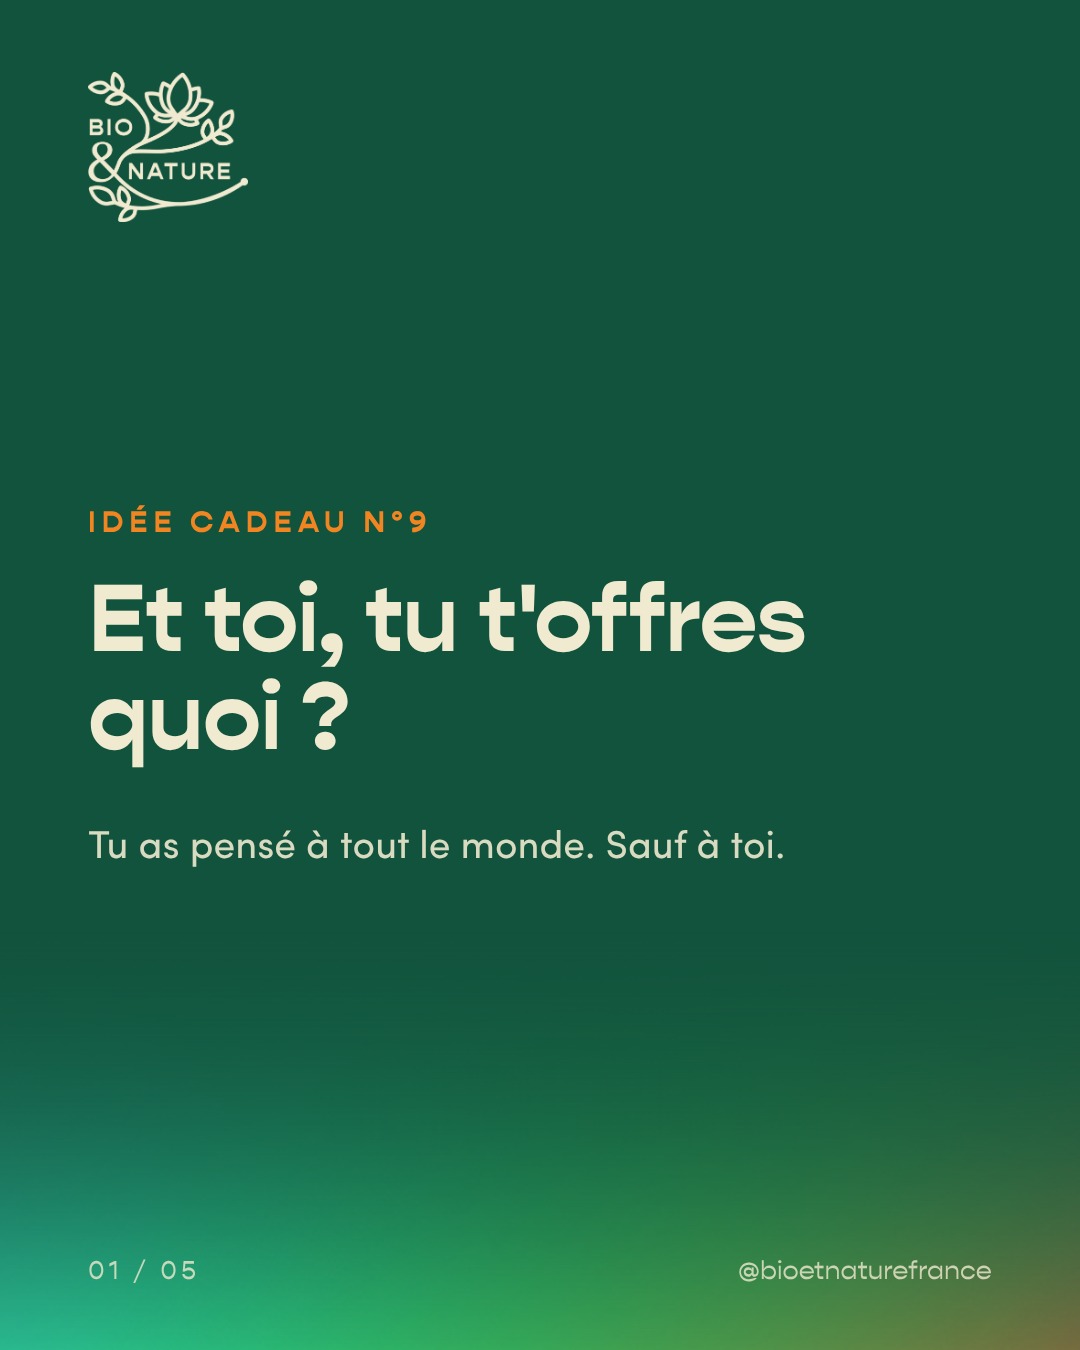 BIO
& NATURE
IDÉE CADEAU N°9
Et toi, tu t'offres
quoi ?
Tu as pensé à tout le monde. Sauf à toi.
01 / 05
@bioetnaturefrance